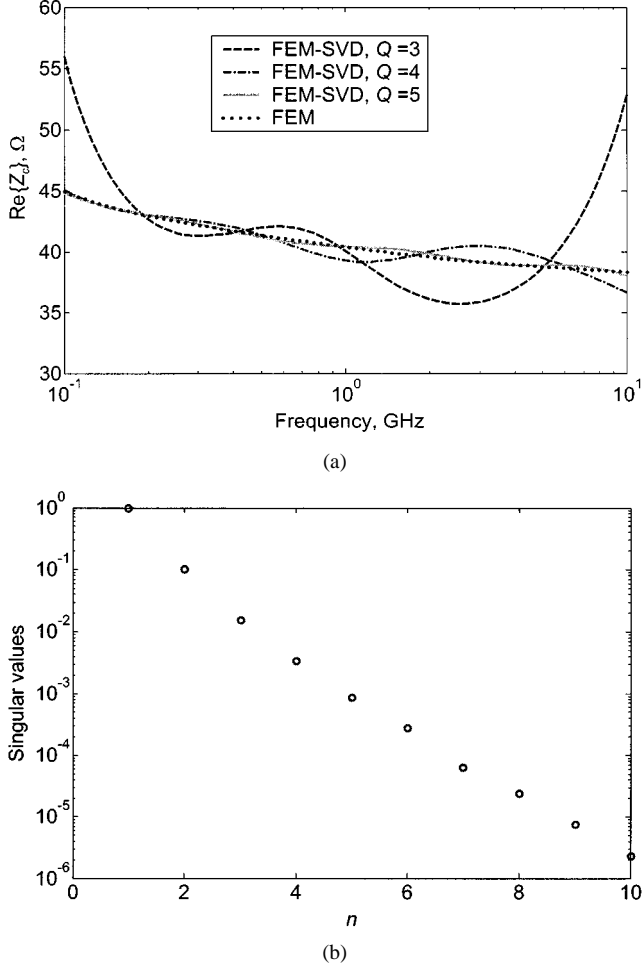 60
55
50
45
40
35
30
Re{Z_c}, Ω
FEM-SVD, Q =3
FEM-SVD, Q =4
FEM-SVD, Q =5
FEM
10^-1
10^0
10^1
Frequency, GHz
(a)
10^0
10^-1
10^-2
10^-3
10^-4
10^-5
10^-6
Singular values
0
2
4
6
8
10
n
(b)